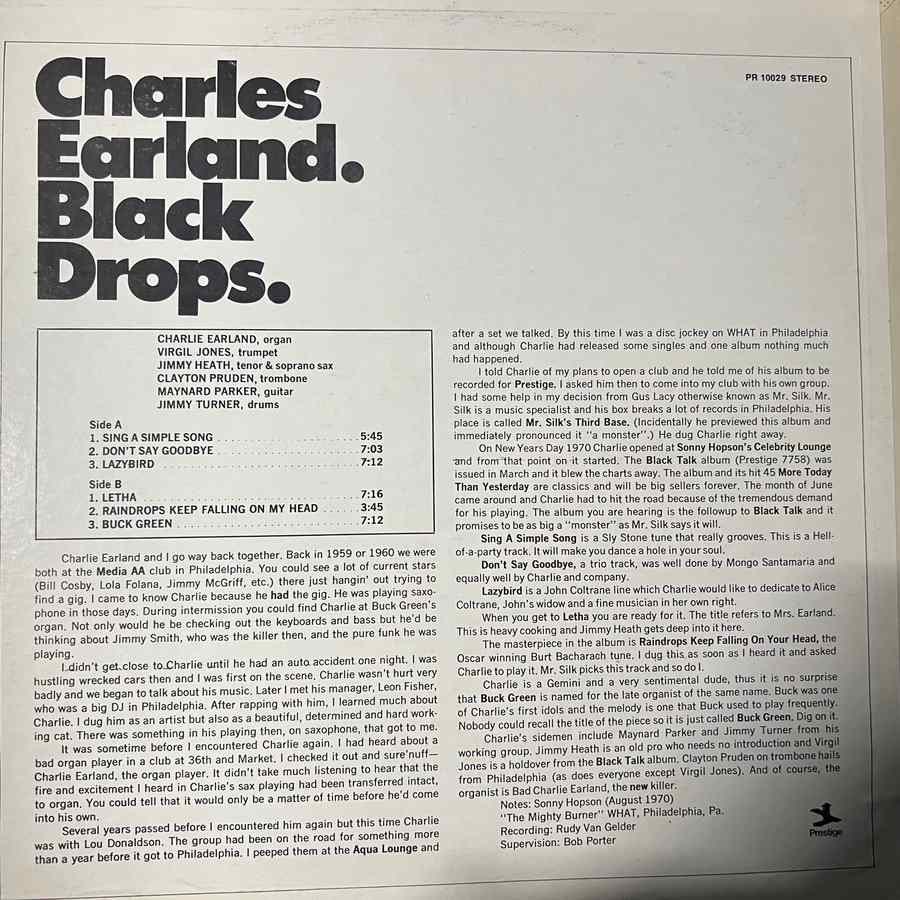 PR 10029 STEREO
Charles
Earland.
Black
Drops.
CHARLIE EARLAND, organ
VIRGIL JONES, trumpet
JIMMY HEATH, tenor & soprano sax
CLAYTON PRUDEN, trombone
MAYNARD PARKER, guitar
JIMMY TURNER, drums
Side A
1. SING A SIMPLE SONG . . . . . . . . . . . . . . . . . . . . . 5:45
2. DON'T SAY GOODBYE . . . . . . . . . . . . . . . . . . . . . 7:03
3. LAZYBIRD . . . . . . . . . . . . . . . . . . . . . . . . . . . . . 7:12
Side B
1. LETHA . . . . . . . . . . . . . . . . . . . . . . . . . . . . . . . 7:16
2. RAINDROPS KEEP FALLING ON MY HEAD . . . . . . 3:45
3. BUCK GREEN . . . . . . . . . . . . . . . . . . . . . . . . . . 7:12
Charlie Earland and I go way back together. Back in 1959 or 1960 we were
both at the Media AA club in Philadelphia. You could see a lot of current stars
(Bill Cosby, Lola Folana, Jimmy McGriff, etc.) there just hangin' out trying to
find a gig. I came to know Charlie because he had the gig. He was playing saxo-
phone in those days. During intermission you could find Charlie at Buck Green's
organ. Not only would he be checking out the keyboards and bass but he'd be
thinking about Jimmy Smith, who was the killer then, and the pure funk he was
playing.
I didn't get close to Charlie until he had an auto accident one night. I was
hustling wrecked cars then and I was first on the scene, Charlie wasn't hurt very
badly and we began to talk about his music. Later I met his manager, Leon Fisher,
who was a big DJ in Philadelphia. After rapping with him, I learned much about
Charlie. I dug him as an artist but also as a beautiful, determined and hard work-
ing cat. There was something in his playing then, on saxophone, that got to me.
It was sometime before I encountered Charlie again. I had heard about a
bad organ player in a club at 36th and Market. I checked it out and sure'nuff—
Charlie Earland, the organ player. It didn't take much listening to hear that the
fire and excitement I heard in Charlie's sax playing had been transferred intact,
to organ. You could tell that it would only be a matter of time before he'd come
into his own.
Several years passed before I encountered him again but this time Charlie
was with Lou Donaldson. The group had been on the road for something more
than a year before it got to Philadelphia. I peeped them at the Aqua Lounge and
after a set we talked. By this time I was a disc jockey on WHAT in Philadelphia
and although Charlie had released some singles and one album nothing much
had happened.
I told Charlie of my plans to open a club and he told me of his album to be
recorded for Prestige. I asked him then to come into my club with his own group.
I had some help in my decision from Gus Lacy otherwise known as Mr. Silk. Mr.
Silk is a music specialist and his box breaks a lot of records in Philadelphia. His
place is called Mr. Silk's Third Base. (Incidentally he previewed this album and
immediately pronounced it "a monster".) He dug Charlie right away.
On New Years Day 1970 Charlie opened at Sonny Hopson's Celebrity Lounge
and from that point on it started. The Black Talk album (Prestige 7758) was
issued in March and it blew the charts away. The album and its hit 45 More Today
Than Yesterday are classics and will be big sellers forever. The month of June
came around and Charlie had to hit the road because of the tremendous demand
for his playing. The album you are hearing is the followup to Black Talk and it
promises to be as big a "monster" as Mr. Silk says it will.
Sing A Simple Song is a Sly Stone tune that really grooves. This is a Hell-
of-a-party track. It will make you dance a hole in your soul.
Don't Say Goodbye, a trio track, was well done by Mongo Santamaria and
equally well by Charlie and company.
Lazybird is a John Coltrane line which Charlie would like to dedicate to Alice
Coltrane, John's widow and a fine musician in her own right.
When you get to Letha you are ready for it. The title refers to Mrs. Earland.
This is heavy cooking and Jimmy Heath gets deep into it here.
The masterpiece in the album is Raindrops Keep Falling On Your Head, the
Oscar winning Burt Bacharach tune. I dug this as soon as I heard it and asked
Charlie to play it. Mr. Silk picks this track and so do I.
Charlie is a Gemini and a very sentimental dude, thus it is no surprise
that Buck Green is named for the late organist of the same name. Buck was one
of Charlie's first idols and the melody is one that Buck used to play frequently.
Nobody could recall the title of the piece so it is just called Buck Green. Dig on it.
Charlie's sidemen include Maynard Parker and Jimmy Turner from his
working group. Jimmy Heath is an old pro who needs no introduction and Virgil
Jones is a holdover from the Black Talk album. Clayton Pruden on trombone hails
from Philadelphia (as does everyone except Virgil Jones). And of course, the
organist is Bad Charlie Earland, the new killer.
Notes: Sonny Hopson (August 1970)
"The Mighty Burner" WHAT, Philadelphia, Pa.
Recording: Rudy Van Gelder
Supervision: Bob Porter
Prestige